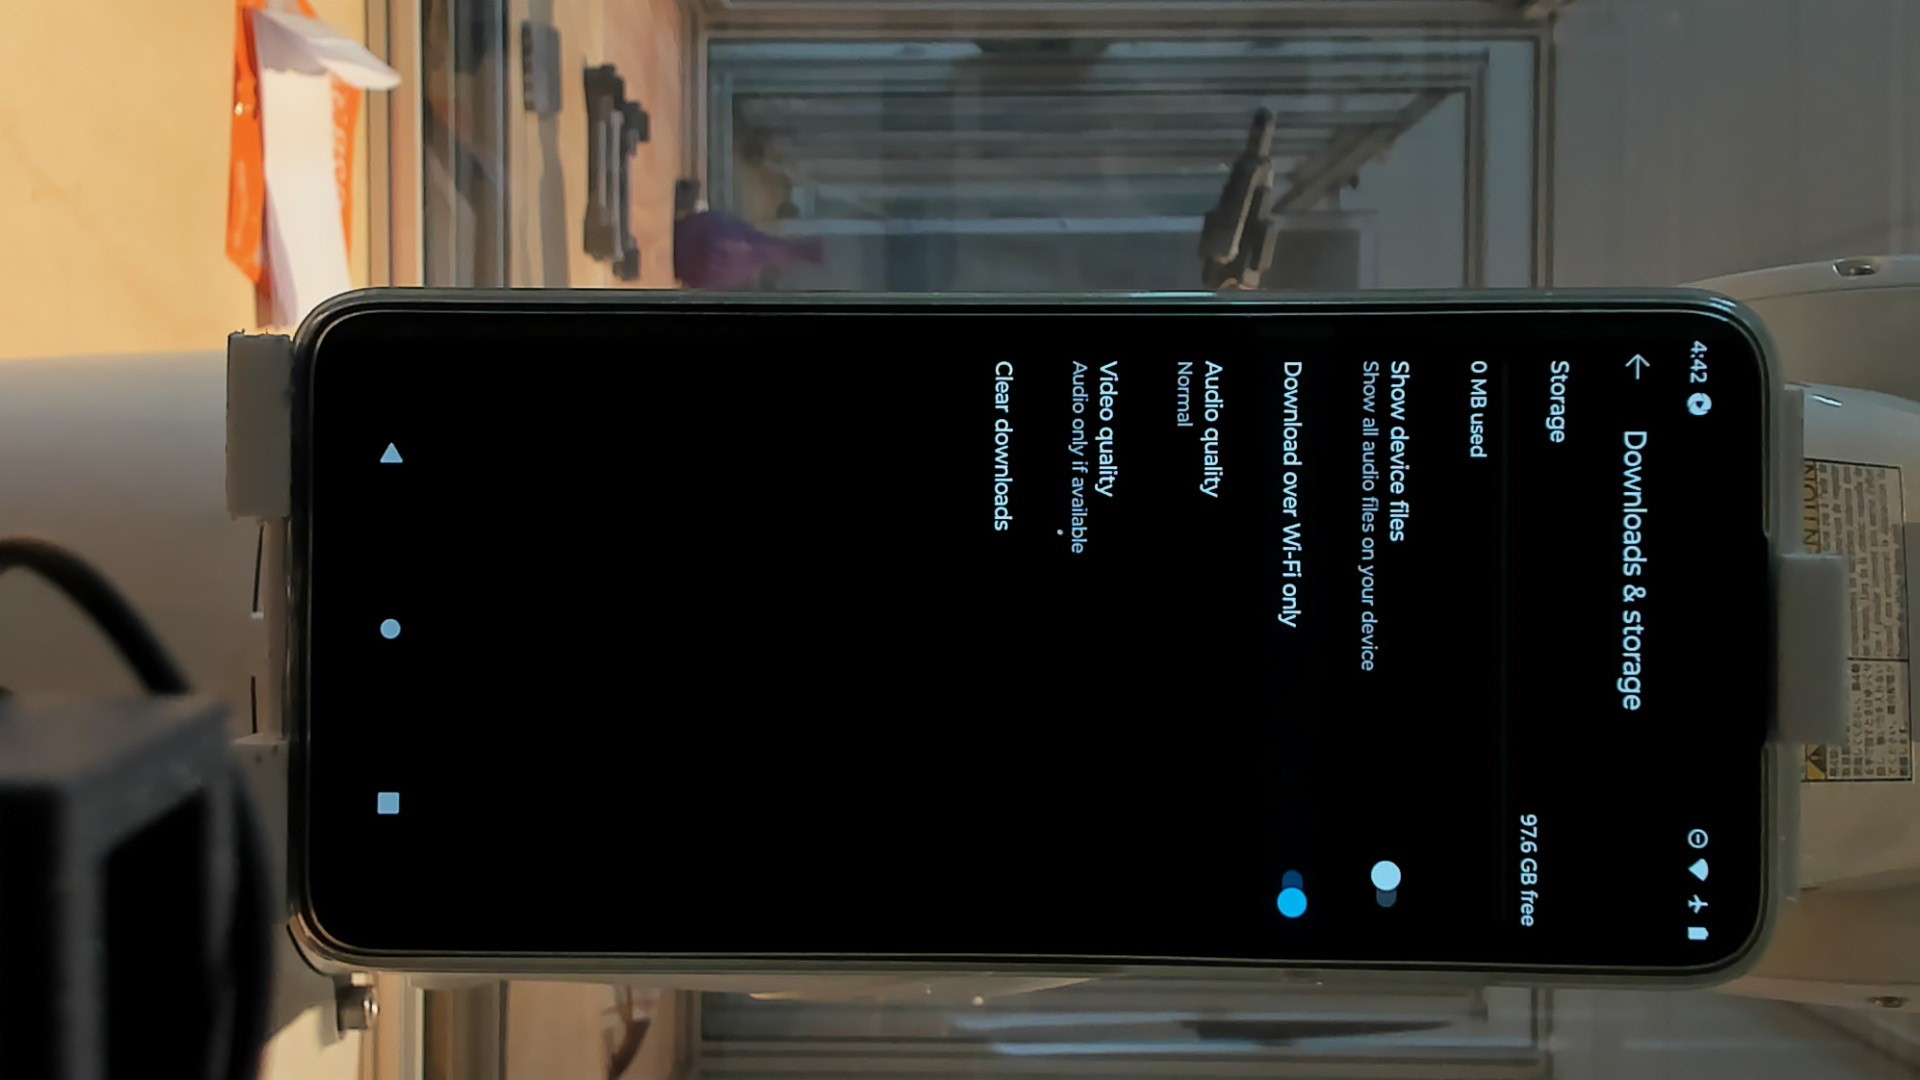 4:42
Downloads & storage
Storage
97.6 GB free
0 MB used
Show device files
Show all audio files on your device
Download over Wi-Fi only
Audio quality
Normal
Video quality
Audio only if available
Clear downloads